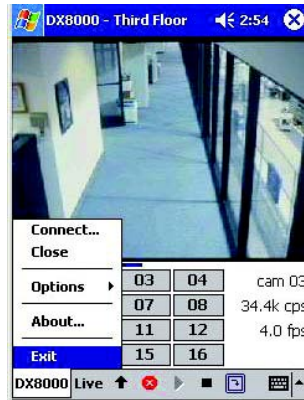 DX8000 - Third Floor 2:54
Connect...
Close
Options
About...
Exit
03 04
07 08
11 12
15 16
cam 03
34.4k cps
4.0 fps
DX8000 Live